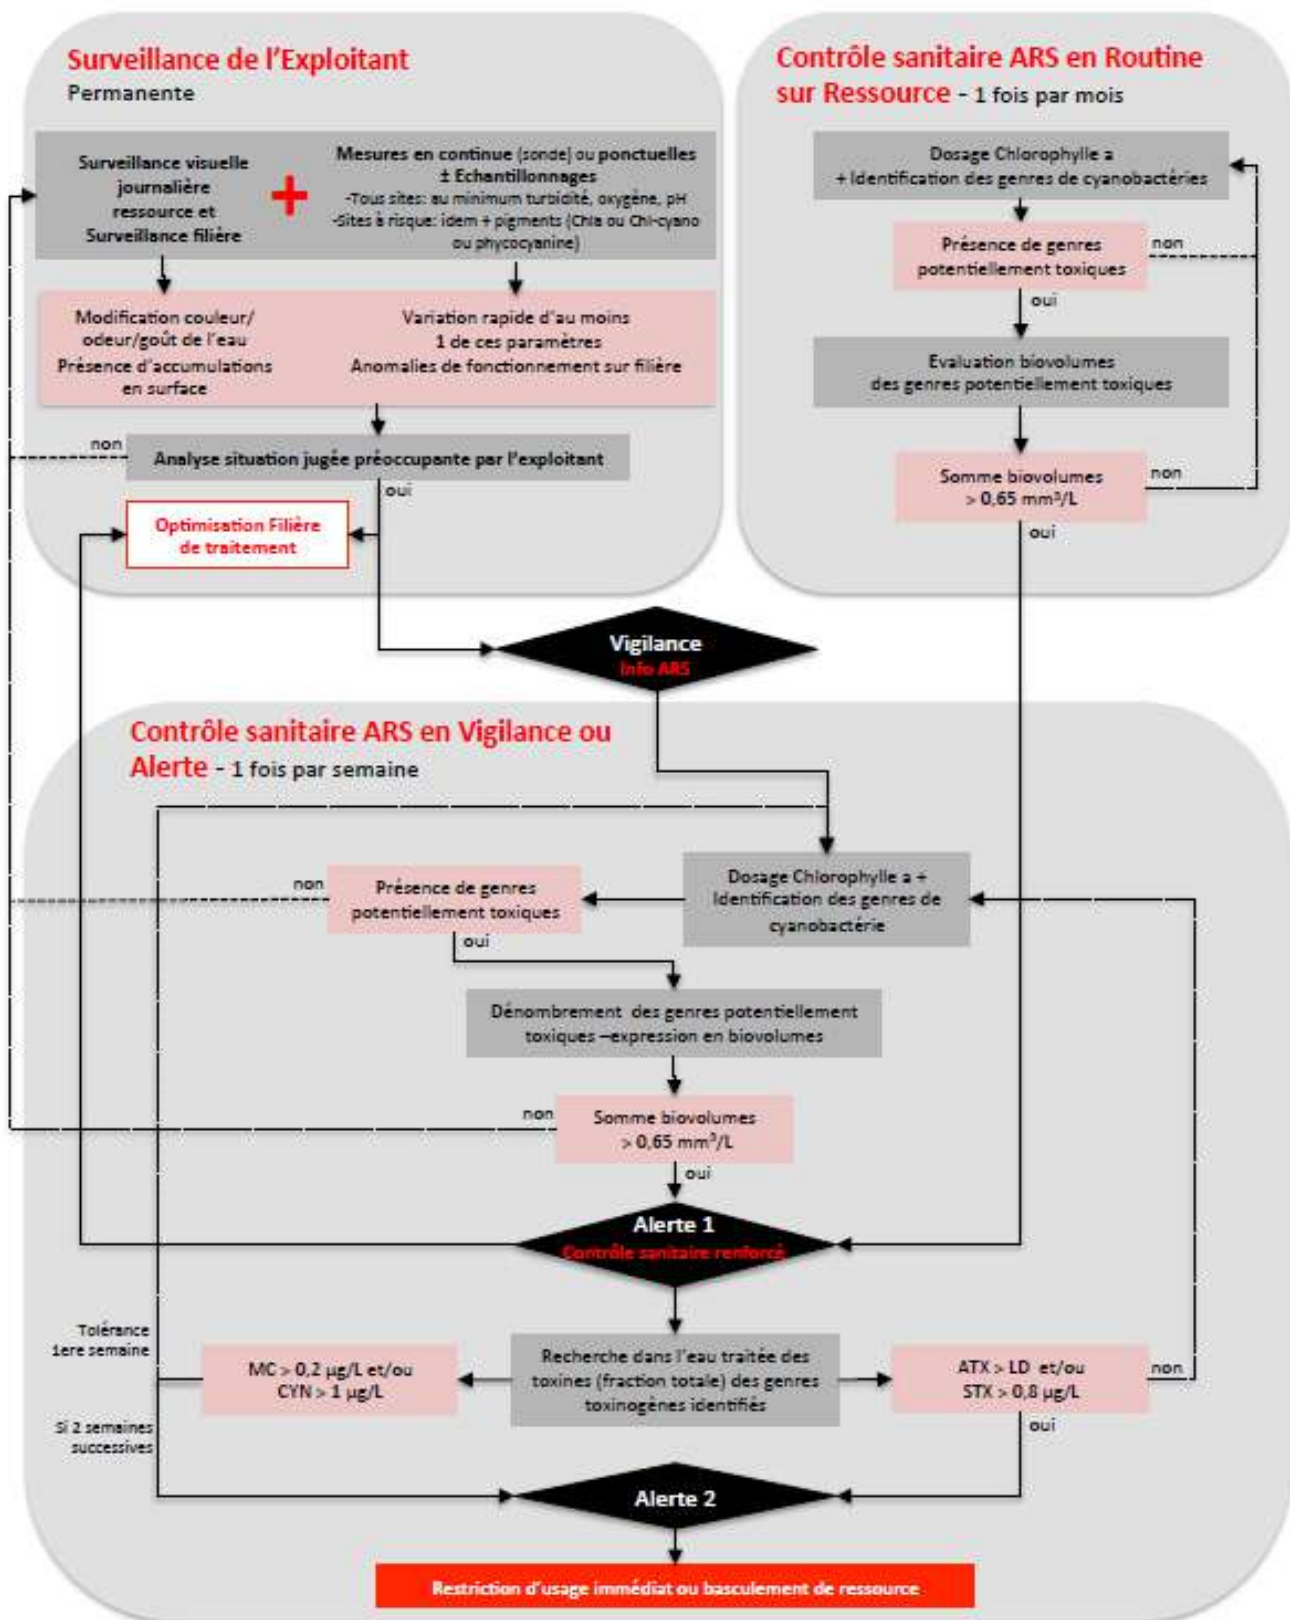 Surveillance de l'Exploitant
Permanente
Surveillance visuelle
journalière
ressource et
Surveillance filière
+
Mesures en continue (sonde) ou ponctuelles
± Echantillonnages
-Tous sites: au minimum turbidité, oxygène, pH
-Sites à risque: idem + pigments (Chla ou Chl-cyano
ou phycocyanine)
Modification couleur/
odeur/goût de l'eau
Présence d'accumulations
en surface
Variation rapide d'au moins
1 de ces paramètres
Anomalies de fonctionnement sur filière
non
Analyse situation jugée préoccupante par l'exploitant
oui
Optimisation Filière
de traitement
Contrôle sanitaire ARS en Routine
sur Ressource - 1 fois par mois
Dosage Chlorophylle a
+ Identification des genres de cyanobactéries
Présence de genres
potentiellement toxiques
non
oui
Evaluation biovolumes
des genres potentiellement toxiques
Somme biovolumes
> 0,65 mm³/L
non
oui
Vigilance
Info ARS
Contrôle sanitaire ARS en Vigilance ou
Alerte - 1 fois par semaine
Dosage Chlorophylle a +
Identification des genres de
cyanobactérie
non
Présence de genres
potentiellement toxiques
oui
Dénombrement des genres potentiellement
toxiques –expression en biovolumes
non
Somme biovolumes
> 0,65 mm³/L
oui
Alerte 1
Contrôle sanitaire renforcé
Tolérance
1ere semaine
MC > 0,2 µg/L et/ou
CYN > 1 µg/L
Recherche dans l'eau traitée des
toxines (fraction totale) des genres
toxinogènes identifiés
ATX > LD et/ou
STX > 0,8 µg/L
non
oui
Si 2 semaines
successives
Alerte 2
Restriction d'usage immédiat ou basculement de ressource